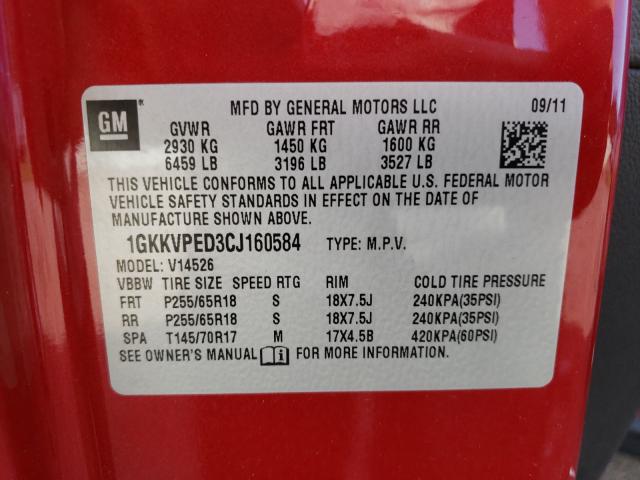 GM
MFD BY GENERAL MOTORS LLC 09/11
GVWR GAWR FRT GAWR RR
2930 KG 1450 KG 1600 KG
6459 LB 3196 LB 3527 LB
THIS VEHICLE CONFORMS TO ALL APPLICABLE U.S. FEDERAL MOTOR
VEHICLE SAFETY STANDARDS IN EFFECT ON THE DATE OF
MANUFACTURE SHOWN ABOVE.
1GKKVPED3CJ160584 TYPE: M.P.V.
MODEL: V14526
VBBW TIRE SIZE SPEED RTG RIM COLD TIRE PRESSURE
FRT P255/65R18 S 18X7.5J 240KPA(35PSI)
RR P255/65R18 S 18X7.5J 240KPA(35PSI)
SPA T145/70R17 M 17X4.5B 420KPA(60PSI)
SEE OWNER'S MANUAL FOR MORE INFORMATION.